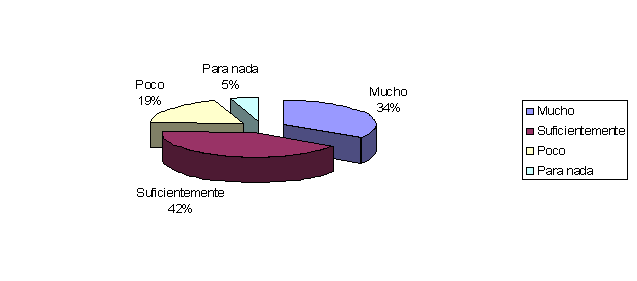 Para nada
5%
Poco
19%
Mucho
34%
Suficientemente
42%
Mucho
Suficientemente
Poco
Para nada